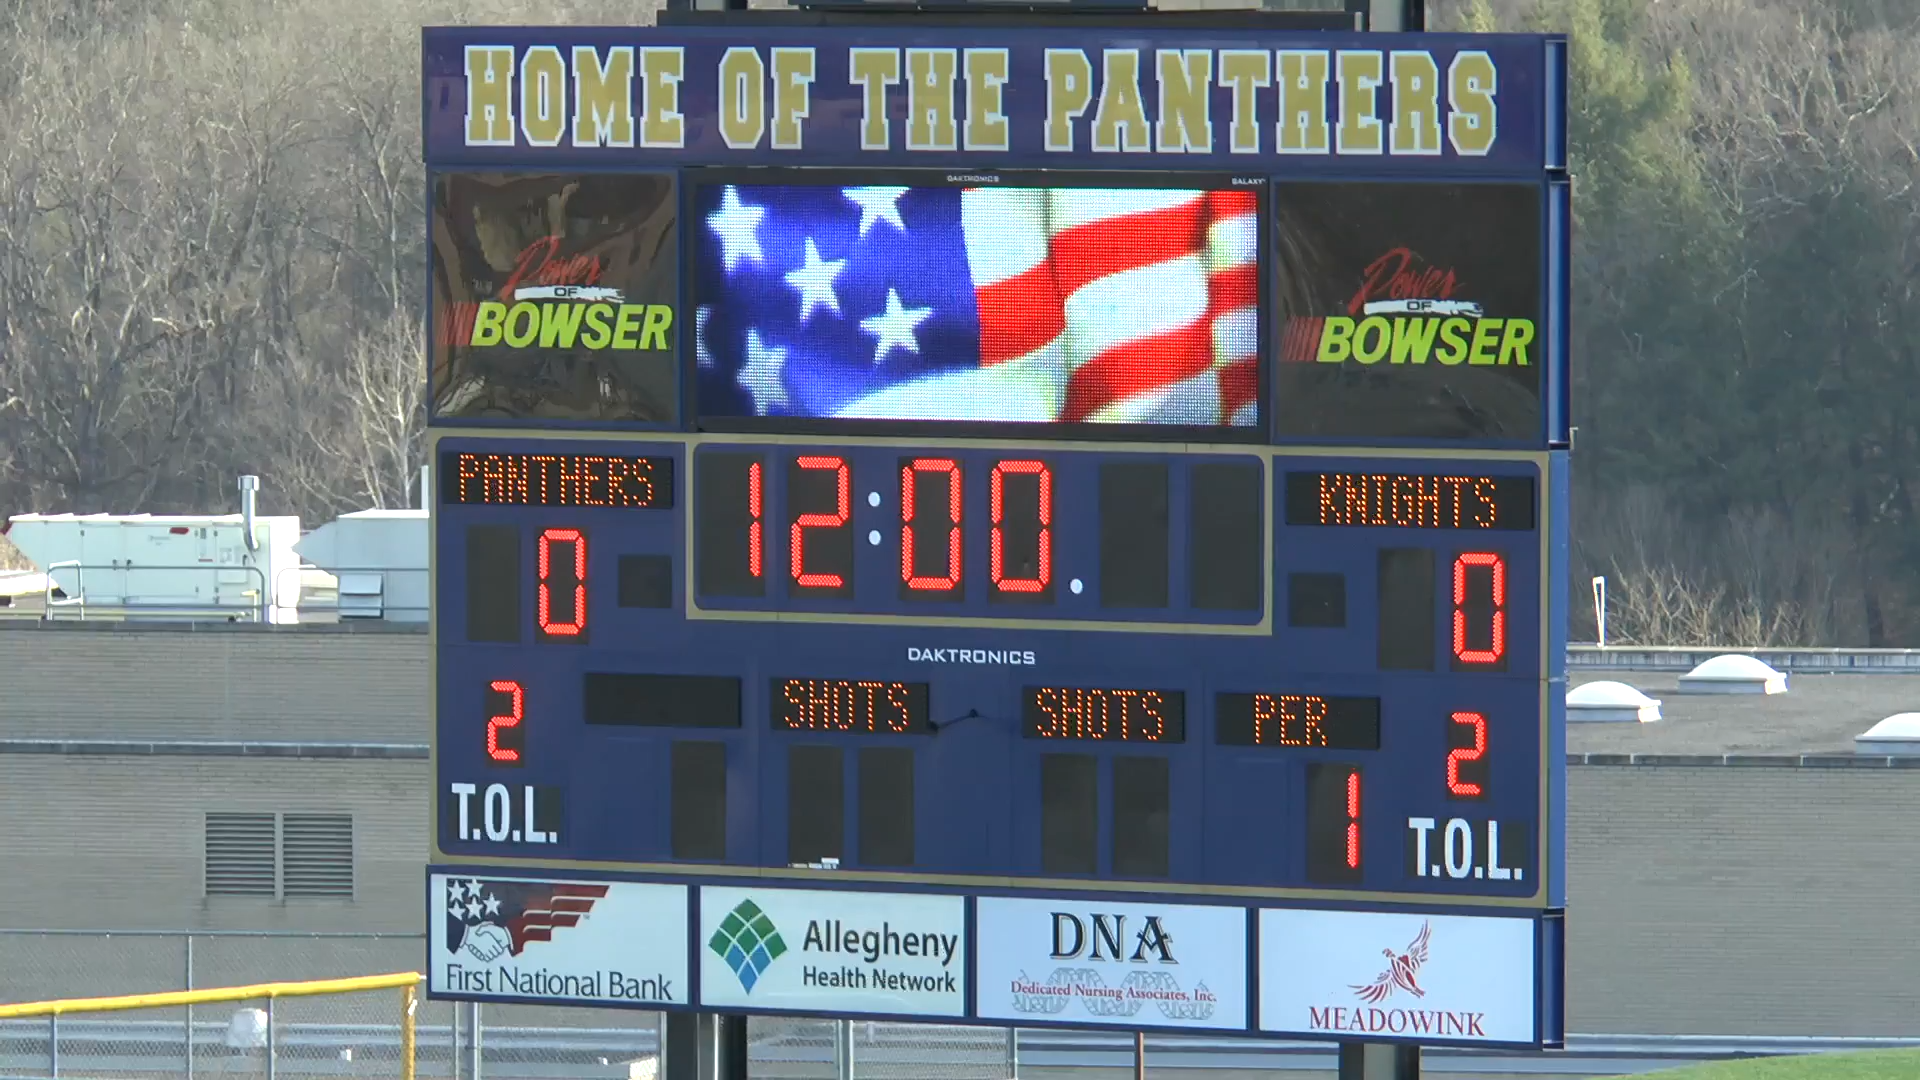 HOME OF THE PANTHERS
DAKTRONICS GALAXY
Power
OF
BOWSER
Power
OF
BOWSER
PANTHERS
12:00.
KNIGHTS
0
0
DAKTRONICS
SHOTS
SHOTS
PER
2
2
1
T.O.L.
T.O.L.
First National Bank
Allegheny
Health Network
DNA
Dedicated Nursing Associates, Inc.
MEADOWINK